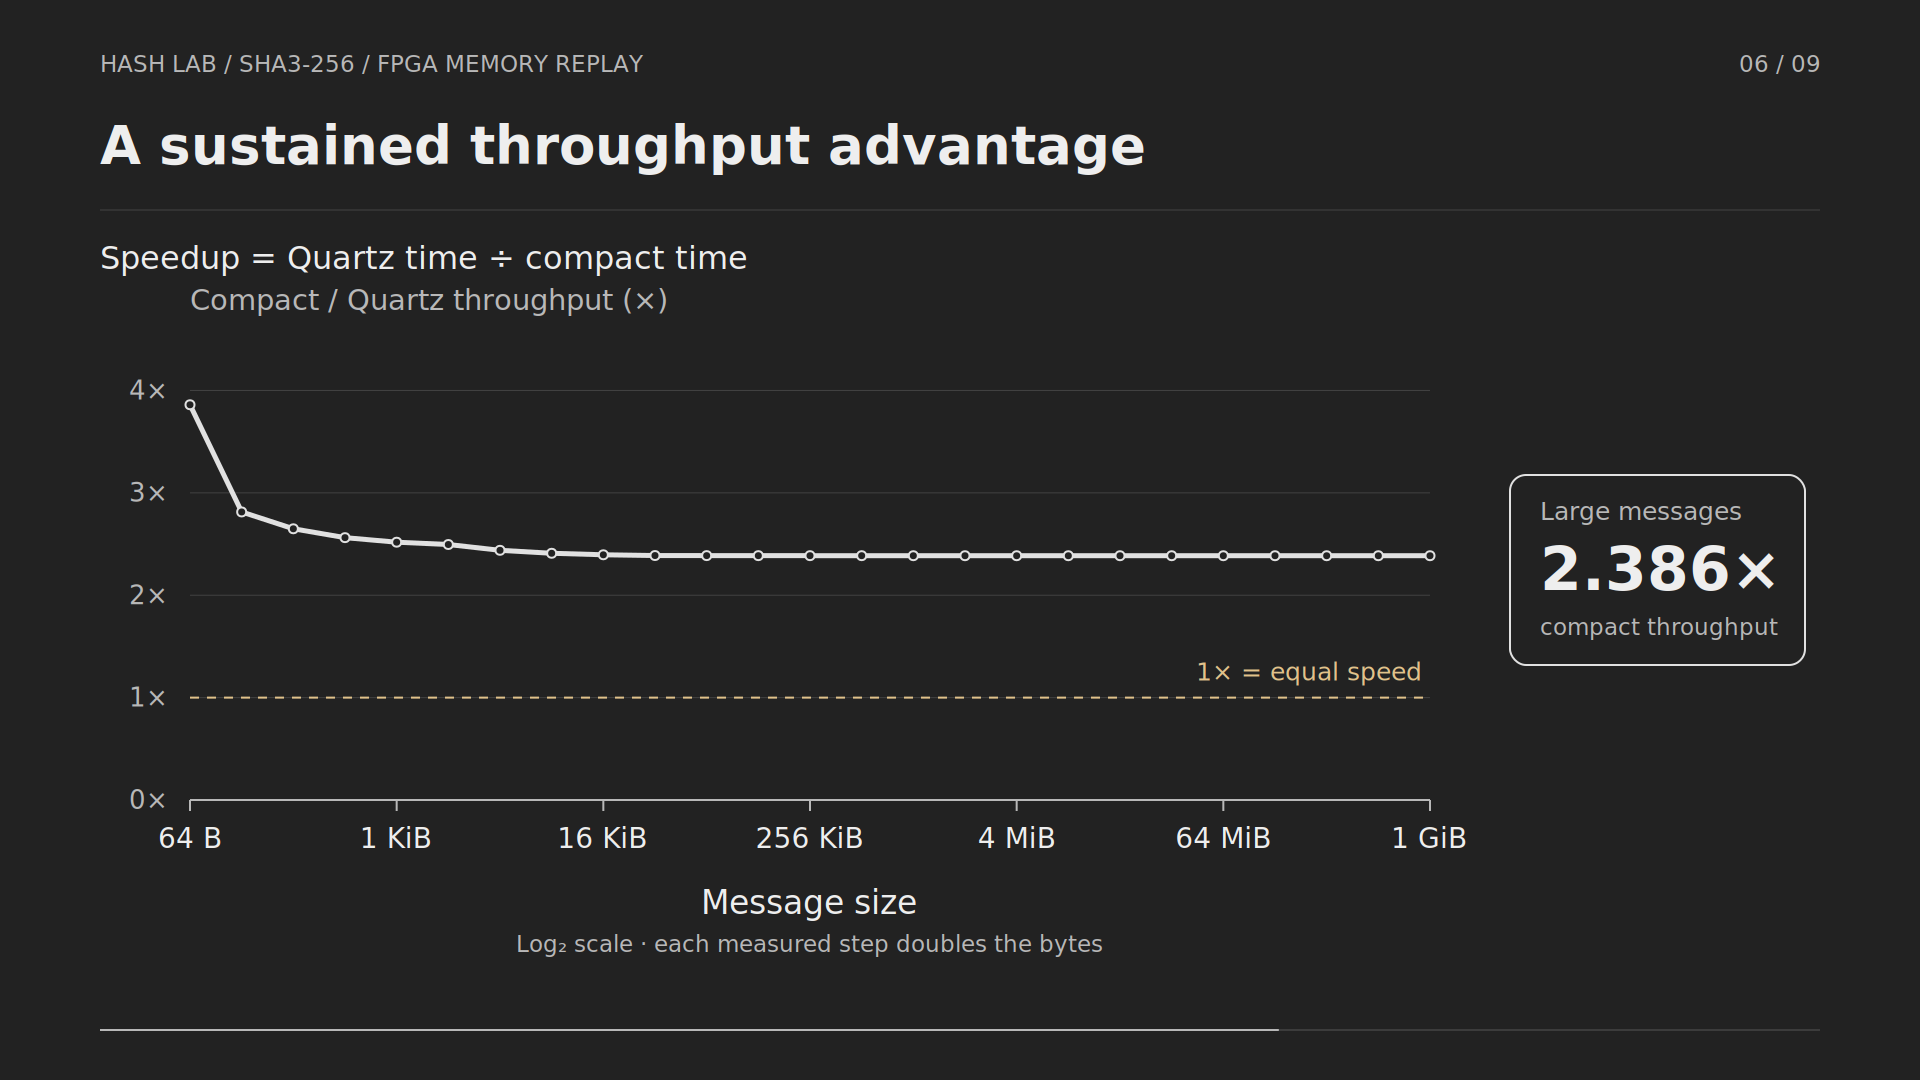 HASH LAB / SHA3-256 / FPGA MEMORY REPLAY
06 / 09
A sustained throughput advantage
Speedup = Quartz time ÷ compact time
Compact / Quartz throughput (×)
4×
3×
2×
1×
0×
1× = equal speed
Large messages
2.386×
compact throughput
64 B
1 KiB
16 KiB
256 KiB
4 MiB
64 MiB
1 GiB
Message size
Log₂ scale · each measured step doubles the bytes